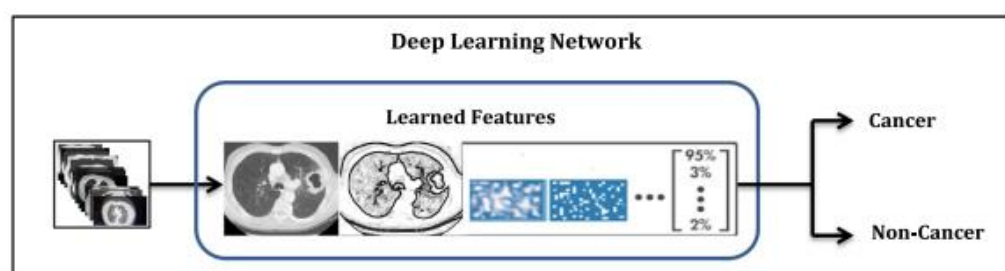 Deep Learning Network
Learned Features
95%
3%
2%
Cancer
Non-Cancer